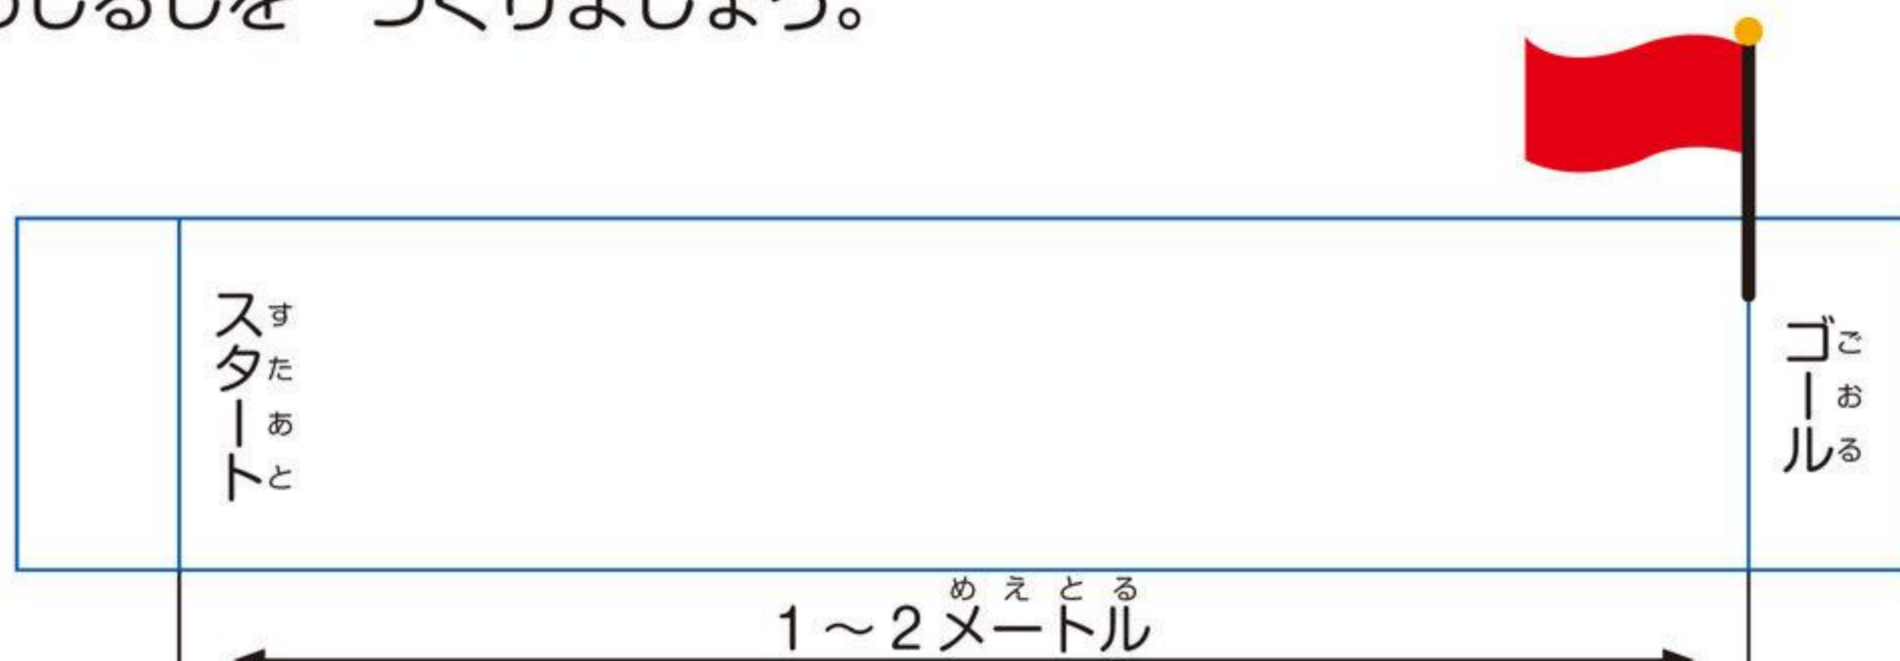 めじるしを　つくりましょう。
スタート
すたあと
ゴール
ごおる
めえとる
1～2メートル